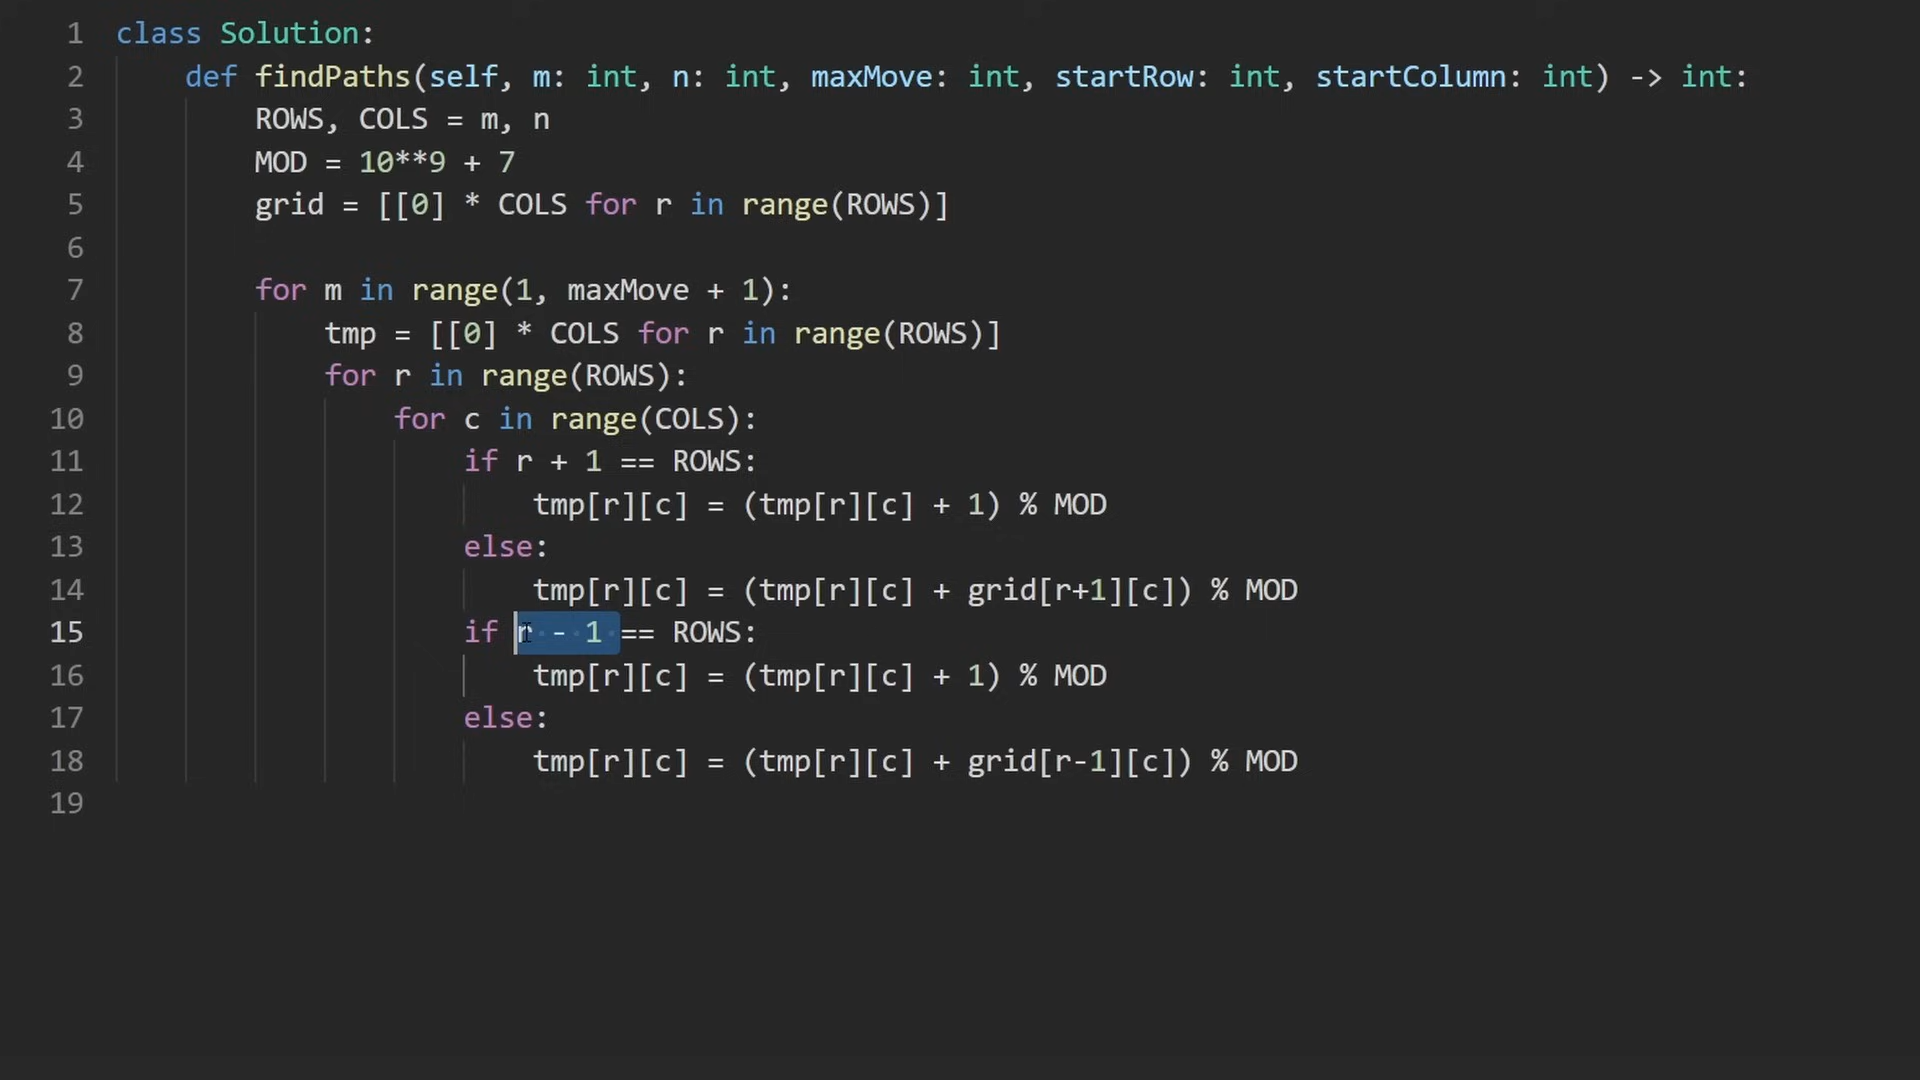 1 class Solution:
2 def findPaths(self, m: int, n: int, maxMove: int, startRow: int, startColumn: int) -> int:
3 ROWS, COLS = m, n
4 MOD = 10**9 + 7
5 grid = [[0] * COLS for r in range(ROWS)]
6
7 for m in range(1, maxMove + 1):
8 tmp = [[0] * COLS for r in range(ROWS)]
9 for r in range(ROWS):
10 for c in range(COLS):
11 if r + 1 == ROWS:
12 tmp[r][c] = (tmp[r][c] + 1) % MOD
13 else:
14 tmp[r][c] = (tmp[r][c] + grid[r+1][c]) % MOD
15 if r - 1 == ROWS:
16 tmp[r][c] = (tmp[r][c] + 1) % MOD
17 else:
18 tmp[r][c] = (tmp[r][c] + grid[r-1][c]) % MOD
19